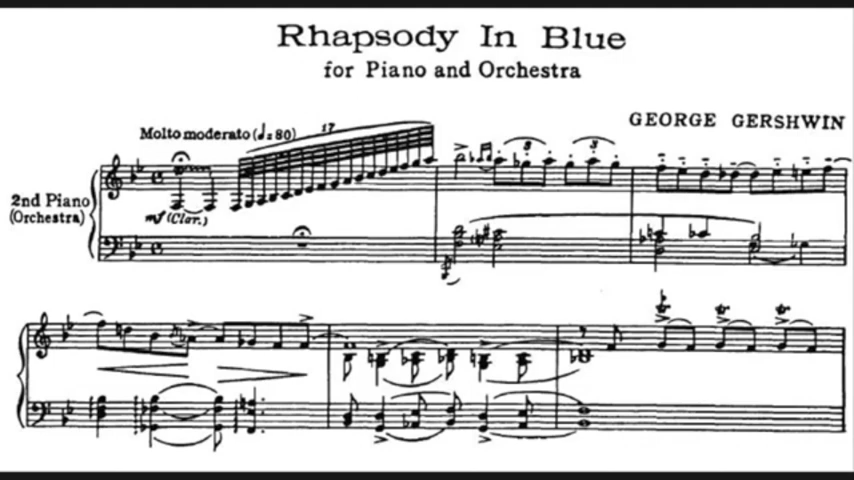 Rhapsody In Blue
for Piano and Orchestra
GEORGE GERSHWIN
Molto moderato (♩=80)
17
2nd Piano
(Orchestra)
mf (Clar.)
3 3